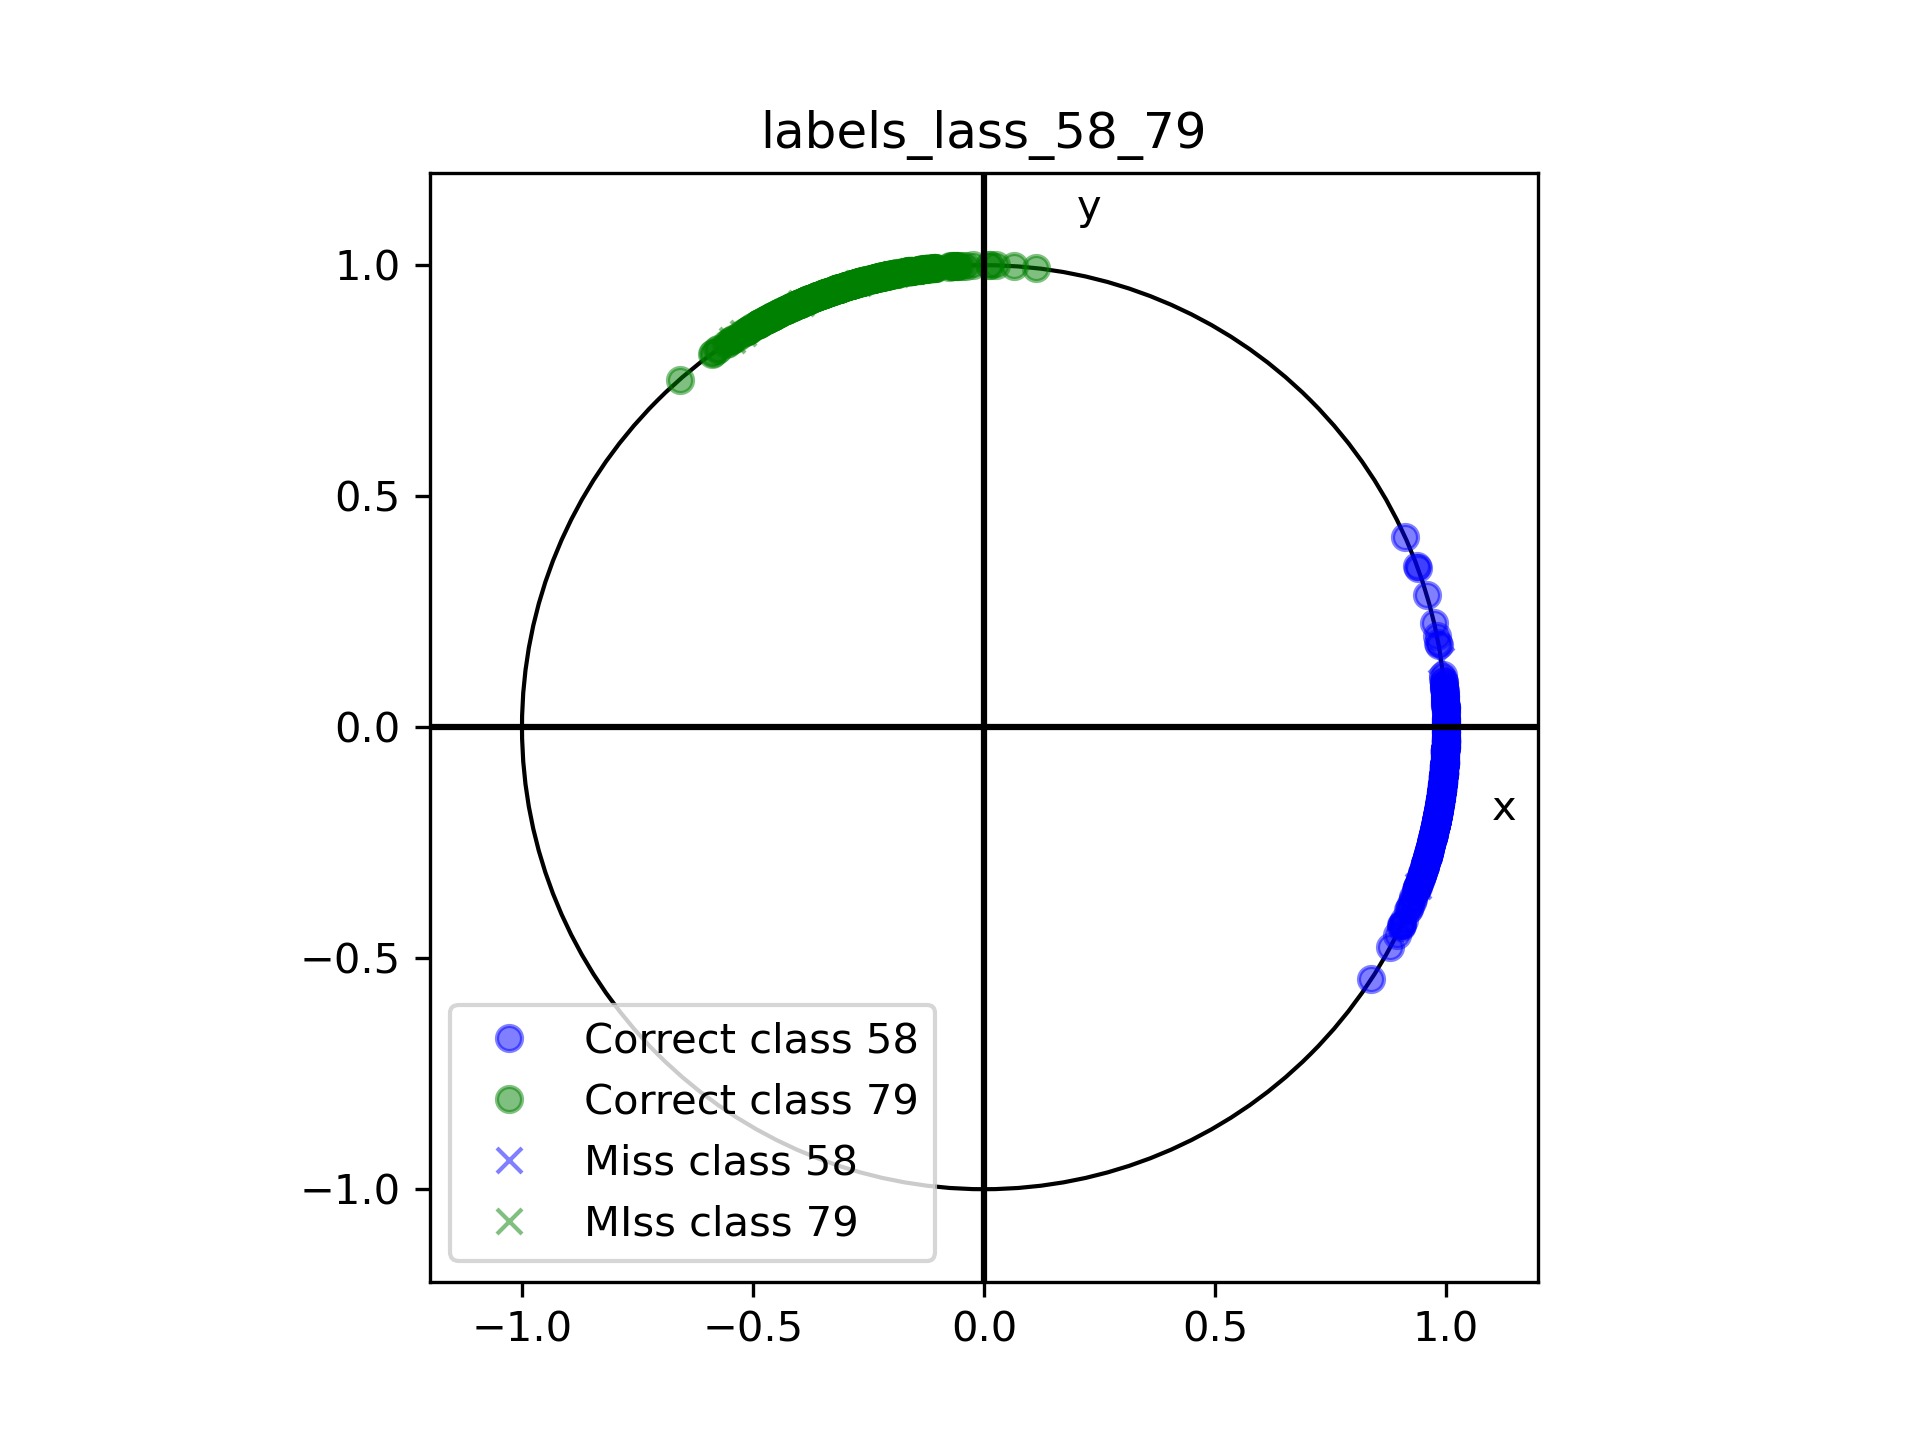 labels_lass_58_79
y
1.0
0.5
0.0
x
−0.5
−1.0
Correct class 58
Correct class 79
Miss class 58
MIss class 79
−1.0 −0.5 0.0 0.5 1.0